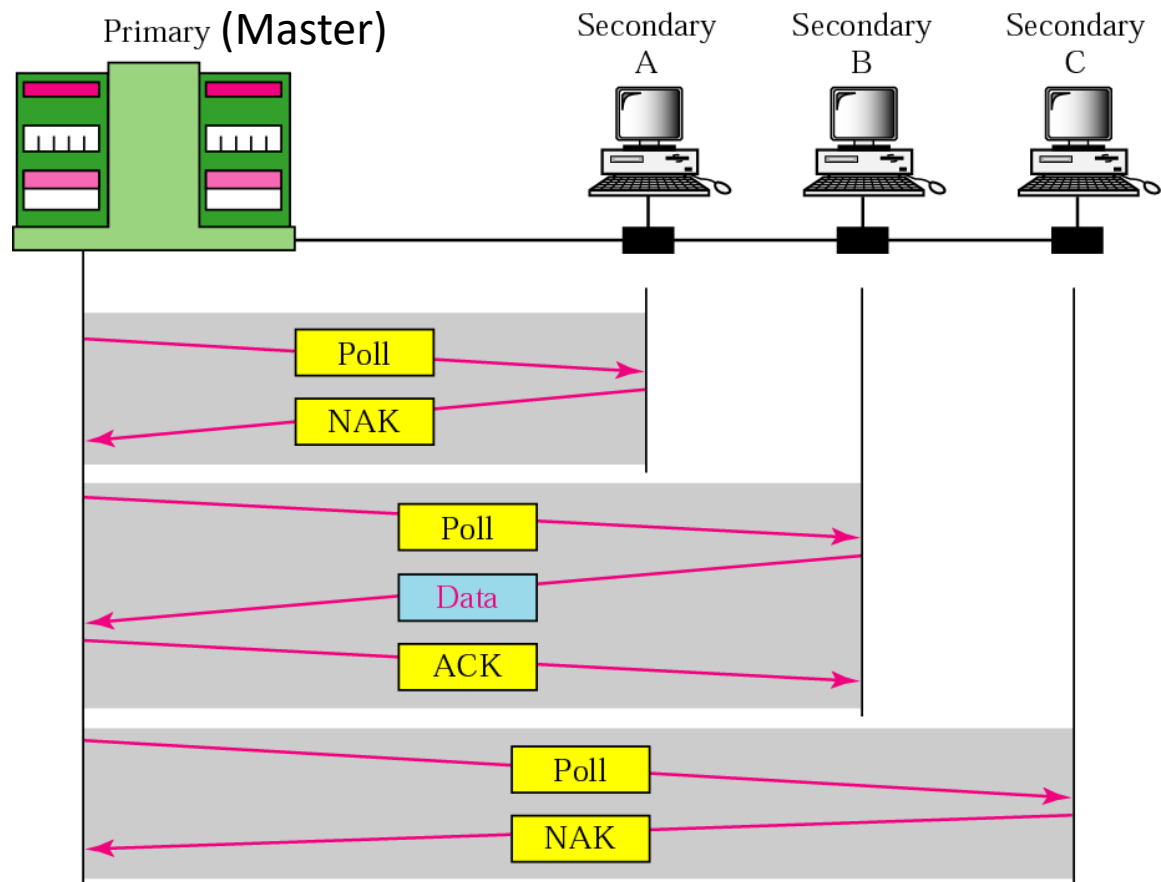 Primary (Master)
Secondary
A
Secondary
B
Secondary
C
Poll
NAK
Poll
Data
ACK
Poll
NAK